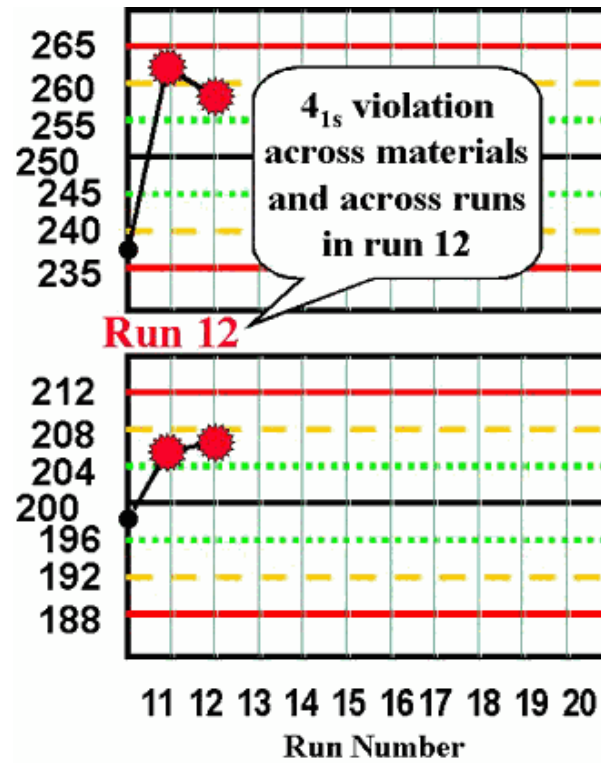 265
260
255
250
245
240
235
4₁ₛ violation
across materials
and across runs
in run 12
Run 12
212
208
204
200
196
192
188
11 12 13 14 15 16 17 18 19 20
Run Number